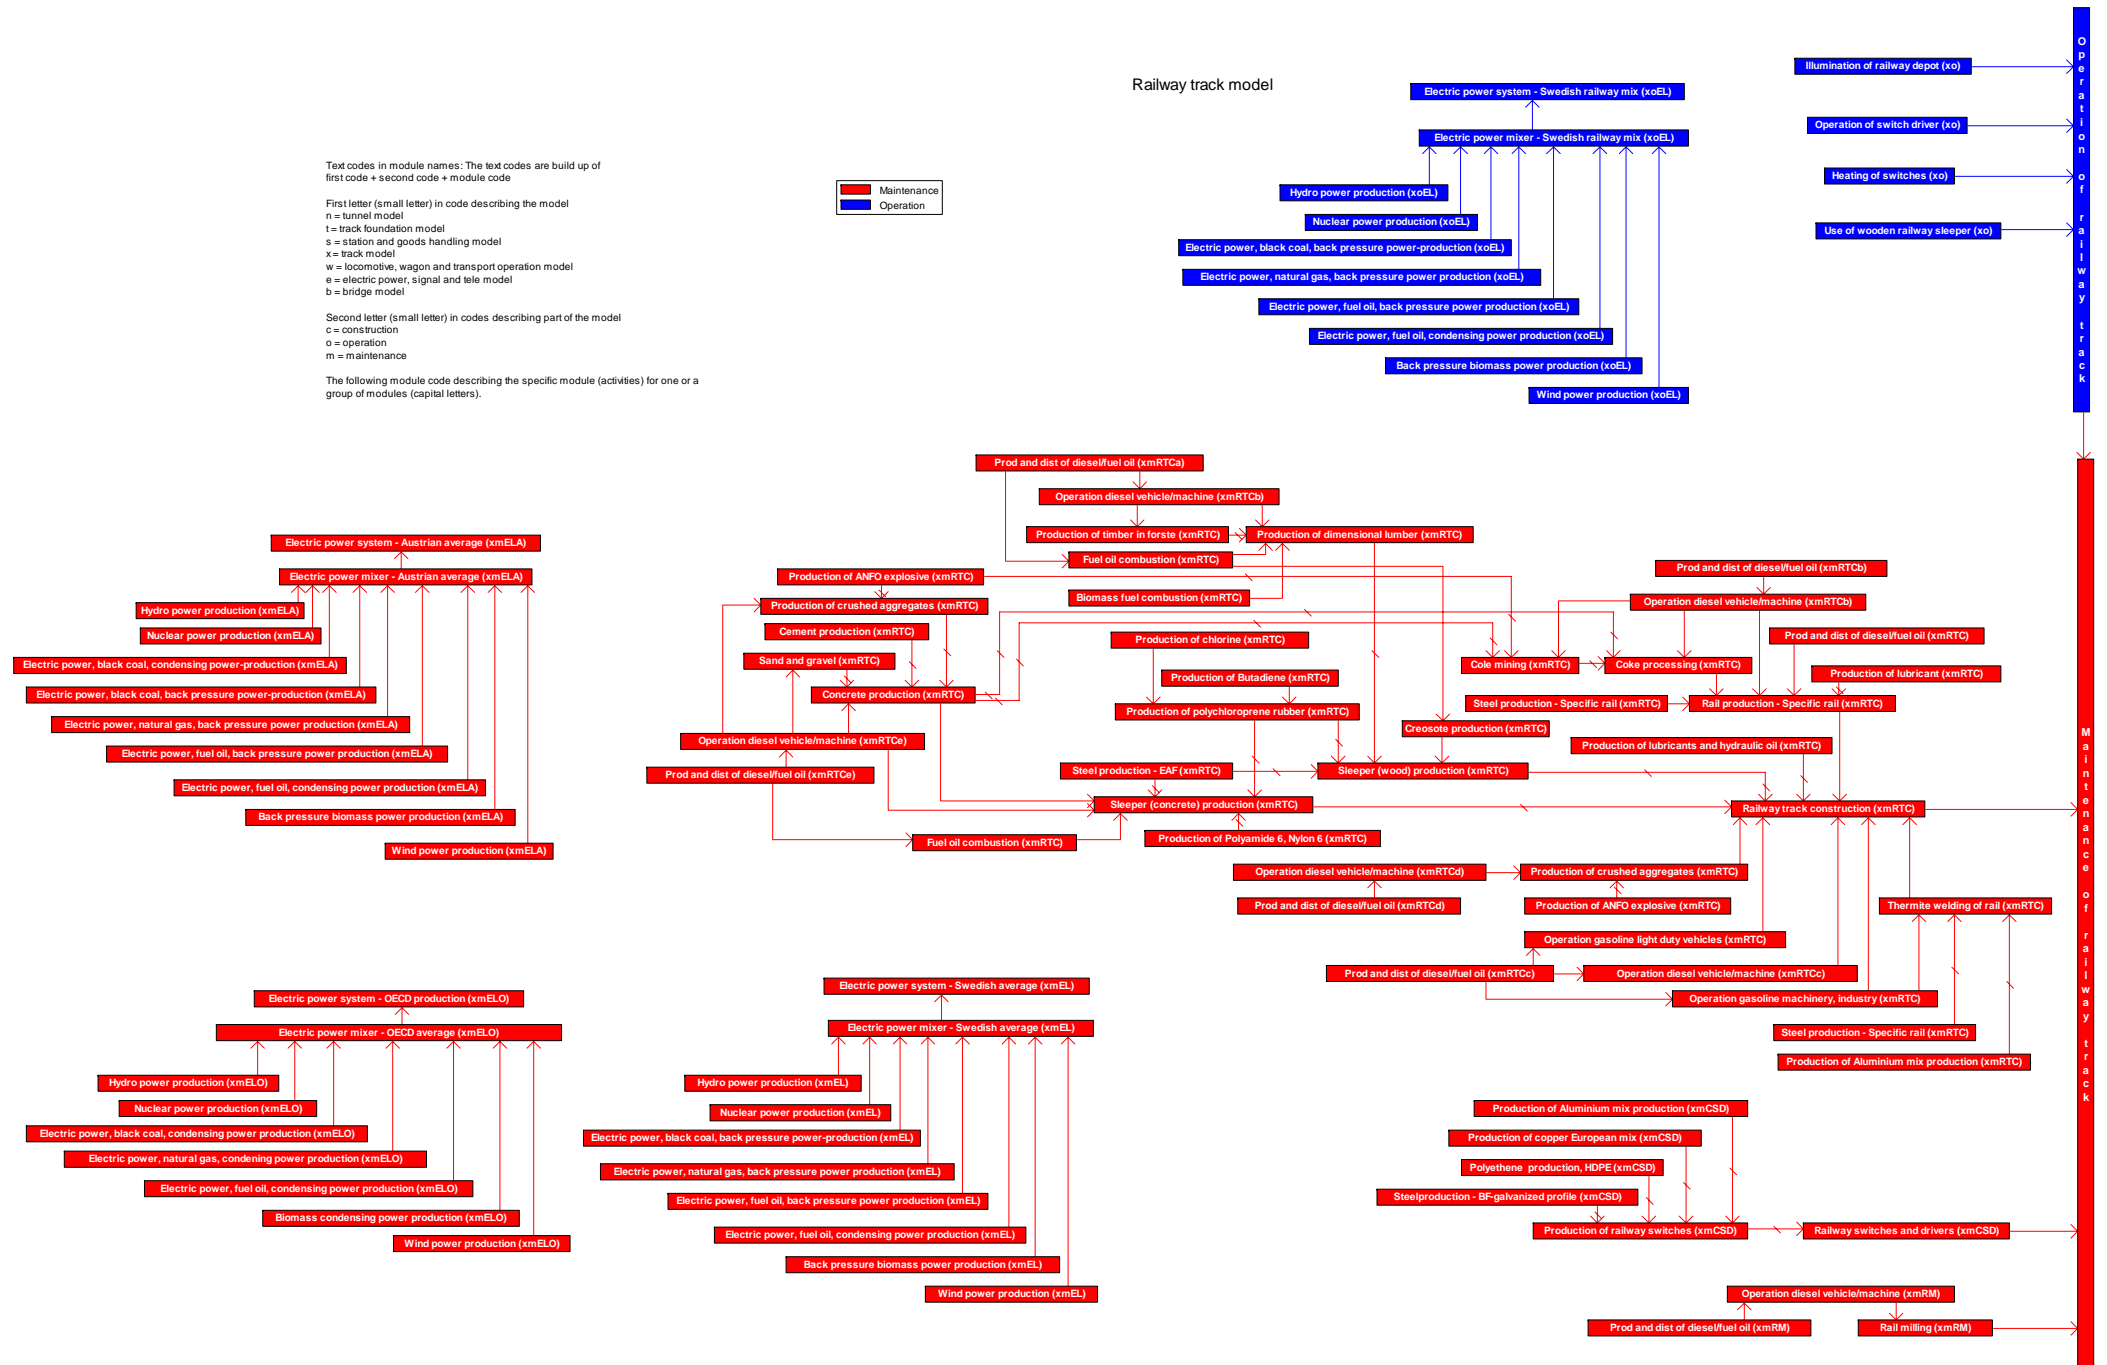 Railway track model
Text codes in module names: The text codes are build up of
first code + second code + module code
First letter (small letter) in code describing the model
n = tunnel model
t = track foundation model
s = station and goods handling model
x = track model
w = locomotive, wagon and transport operation model
e = electric power, signal and tele model
b = bridge model
Second letter (small letter) in codes describing part of the model
c = construction
o = operation
m = maintenance
The following module code describing the specific module (activities) for one or a
group of modules (capital letters).
Maintenance
Operation
Electric power system - Swedish railway mix (xoEL)
Electric power mixer - Swedish railway mix (xoEL)
Hydro power production (xoEL)
Nuclear power production (xoEL)
Electric power, black coal, back pressure power-production (xoEL)
Electric power, natural gas, back pressure power production (xoEL)
Electric power, fuel oil, back pressure power production (xoEL)
Electric power, fuel oil, condensing power production (xoEL)
Back pressure biomass power production (xoEL)
Wind power production (xoEL)
Illumination of railway depot (xo)
Operation of switch driver (xo)
Heating of switches (xo)
Use of wooden railway sleeper (xo)
Operation of railway track
Electric power system - Austrian average (xmELA)
Electric power mixer - Austrian average (xmELA)
Hydro power production (xmELA)
Nuclear power production (xmELA)
Electric power, black coal, condensing power-production (xmELA)
Electric power, black coal, back pressure power-production (xmELA)
Electric power, natural gas, back pressure power production (xmELA)
Electric power, fuel oil, back pressure power production (xmELA)
Electric power, fuel oil, condensing power production (xmELA)
Back pressure biomass power production (xmELA)
Wind power production (xmELA)
Prod and dist of diesel/fuel oil (xmRTCa)
Operation diesel vehicle/machine (xmRTCb)
Production of timber in forste (xmRTC)
Production of dimensional lumber (xmRTC)
Fuel oil combustion (xmRTC)
Production of ANFO explosive (xmRTC)
Biomass fuel combustion (xmRTC)
Production of crushed aggregates (xmRTC)
Cement production (xmRTC)
Sand and gravel (xmRTC)
Concrete production (xmRTC)
Production of chlorine (xmRTC)
Production of Butadiene (xmRTC)
Production of polychloroprene rubber (xmRTC)
Operation diesel vehicle/machine (xmRTCe)
Prod and dist of diesel/fuel oil (xmRTCe)
Prod and dist of diesel/fuel oil (xmRTCb)
Operation diesel vehicle/machine (xmRTCb)
Prod and dist of diesel/fuel oil (xmRTC)
Cole mining (xmRTC)
Coke processing (xmRTC)
Production of lubricant (xmRTC)
Steel production - Specific rail (xmRTC)
Rail production - Specific rail (xmRTC)
Creosote production (xmRTC)
Production of lubricants and hydraulic oil (xmRTC)
Steel production - EAF (xmRTC)
Sleeper (wood) production (xmRTC)
Sleeper (concrete) production (xmRTC)
Railway track construction (xmRTC)
Fuel oil combustion (xmRTC)
Production of Polyamide 6, Nylon 6 (xmRTC)
Operation diesel vehicle/machine (xmRTCd)
Production of crushed aggregates (xmRTC)
Prod and dist of diesel/fuel oil (xmRTCd)
Production of ANFO explosive (xmRTC)
Thermite welding of rail (xmRTC)
Operation gasoline light duty vehicles (xmRTC)
Prod and dist of diesel/fuel oil (xmRTCc)
Operation diesel vehicle/machine (xmRTCc)
Operation gasoline machinery, industry (xmRTC)
Steel production - Specific rail (xmRTC)
Production of Aluminium mix production (xmRTC)
Maintenance of railway track
Electric power system - OECD production (xmELO)
Electric power mixer - OECD average (xmELO)
Hydro power production (xmELO)
Nuclear power production (xmELO)
Electric power, black coal, condensing power production (xmELO)
Electric power, natural gas, condening power production (xmELO)
Electric power, fuel oil, condensing power production (xmELO)
Biomass condensing power production (xmELO)
Wind power production (xmELO)
Electric power system - Swedish average (xmEL)
Electric power mixer - Swedish average (xmEL)
Hydro power production (xmEL)
Nuclear power production (xmEL)
Electric power, black coal, back pressure power-production (xmEL)
Electric power, natural gas, back pressure power production (xmEL)
Electric power, fuel oil, back pressure power production (xmEL)
Electric power, fuel oil, condensing power production (xmEL)
Back pressure biomass power production (xmEL)
Wind power production (xmEL)
Production of Aluminium mix production (xmCSD)
Production of copper European mix (xmCSD)
Polyethene production, HDPE (xmCSD)
Steelproduction - BF-galvanized profile (xmCSD)
Production of railway switches (xmCSD)
Railway switches and drivers (xmCSD)
Operation diesel vehicle/machine (xmRM)
Prod and dist of diesel/fuel oil (xmRM)
Rail milling (xmRM)